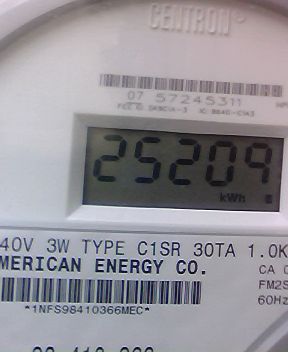 CENTRON®
07 57245311
25209
kWh
40V 3W TYPE C1SR 30TA 1.0K
MERICAN ENERGY CO.
CA 0
FM2S
60Hz
*1NFS98410366MEC*